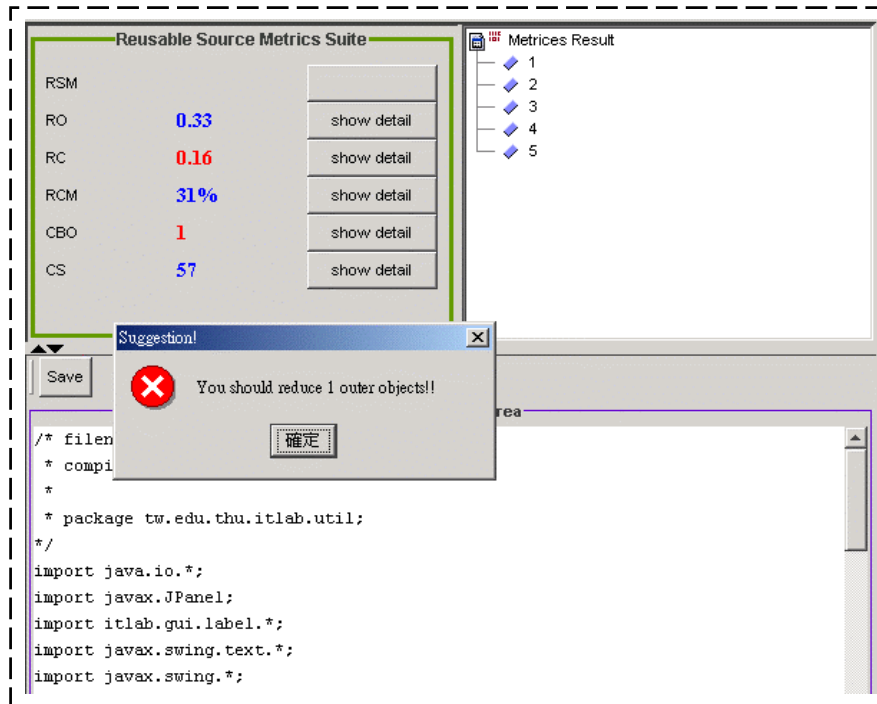 Reusable Source Metrics Suite
RSM
RO 0.33 show detail
RC 0.16 show detail
RCM 31% show detail
CBO 1 show detail
CS 57 show detail
Metrices Result
1
2
3
4
5
Suggestion!
You should reduce 1 outer objects!!
確定
Save
rea
/* filen
* compi
*
* package tw.edu.thu.itlab.util;
*/
import java.io.*;
import javax.JPanel;
import itlab.gui.label.*;
import javax.swing.text.*;
import javax.swing.*;